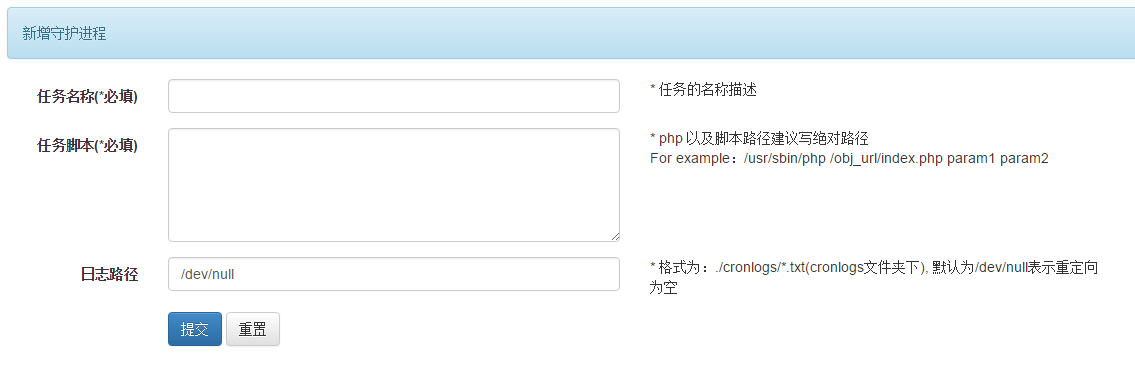 新增守护进程
任务名称(*必填)
* 任务的名称描述
任务脚本(*必填)
* php 以及脚本路径建议写绝对路径
For example：/usr/sbin/php /obj_url/index.php param1 param2
日志路径
/dev/null
* 格式为：./cronlogs/*.txt(cronlogs文件夹下), 默认为/dev/null表示重定向
为空
提交 重置